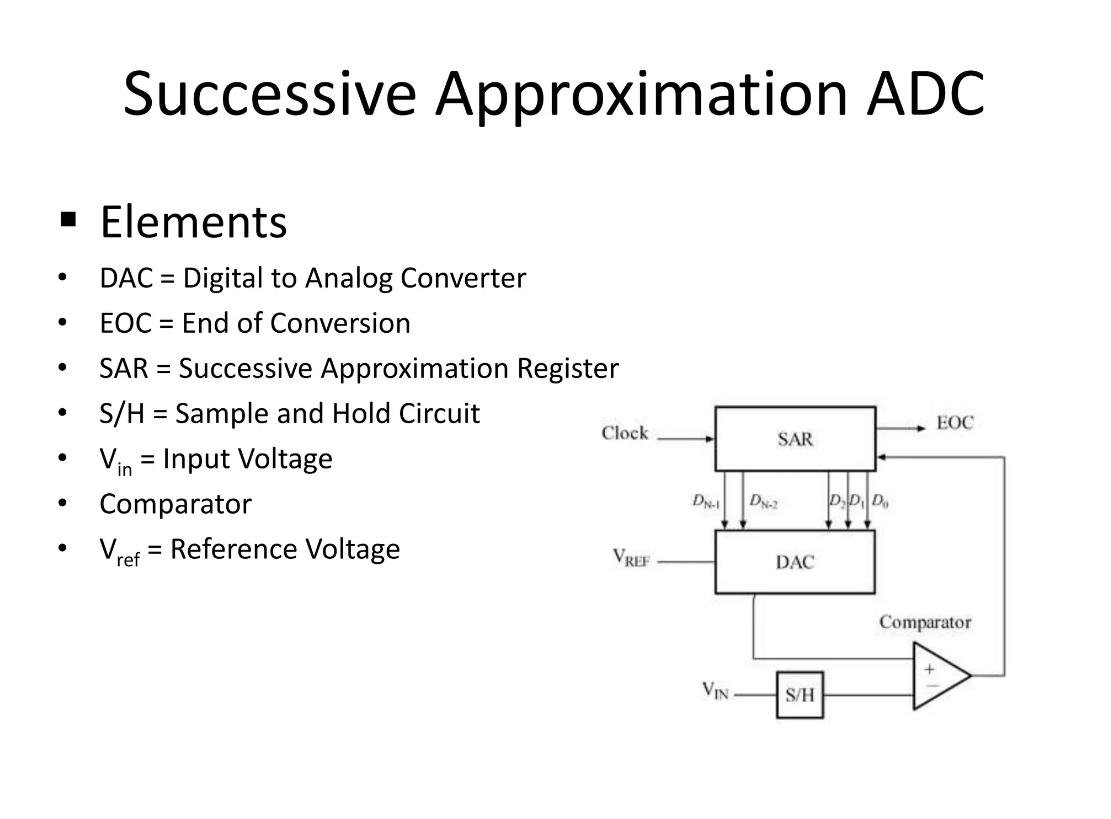 Successive Approximation ADC
▪ Elements
• DAC = Digital to Analog Converter
• EOC = End of Conversion
• SAR = Successive Approximation Register
• S/H = Sample and Hold Circuit
• Vin = Input Voltage
• Comparator
• Vref = Reference Voltage
Clock
SAR
EOC
DN-1 DN-2 D2 D1 D0
VREF
DAC
Comparator
+
−
VIN
S/H